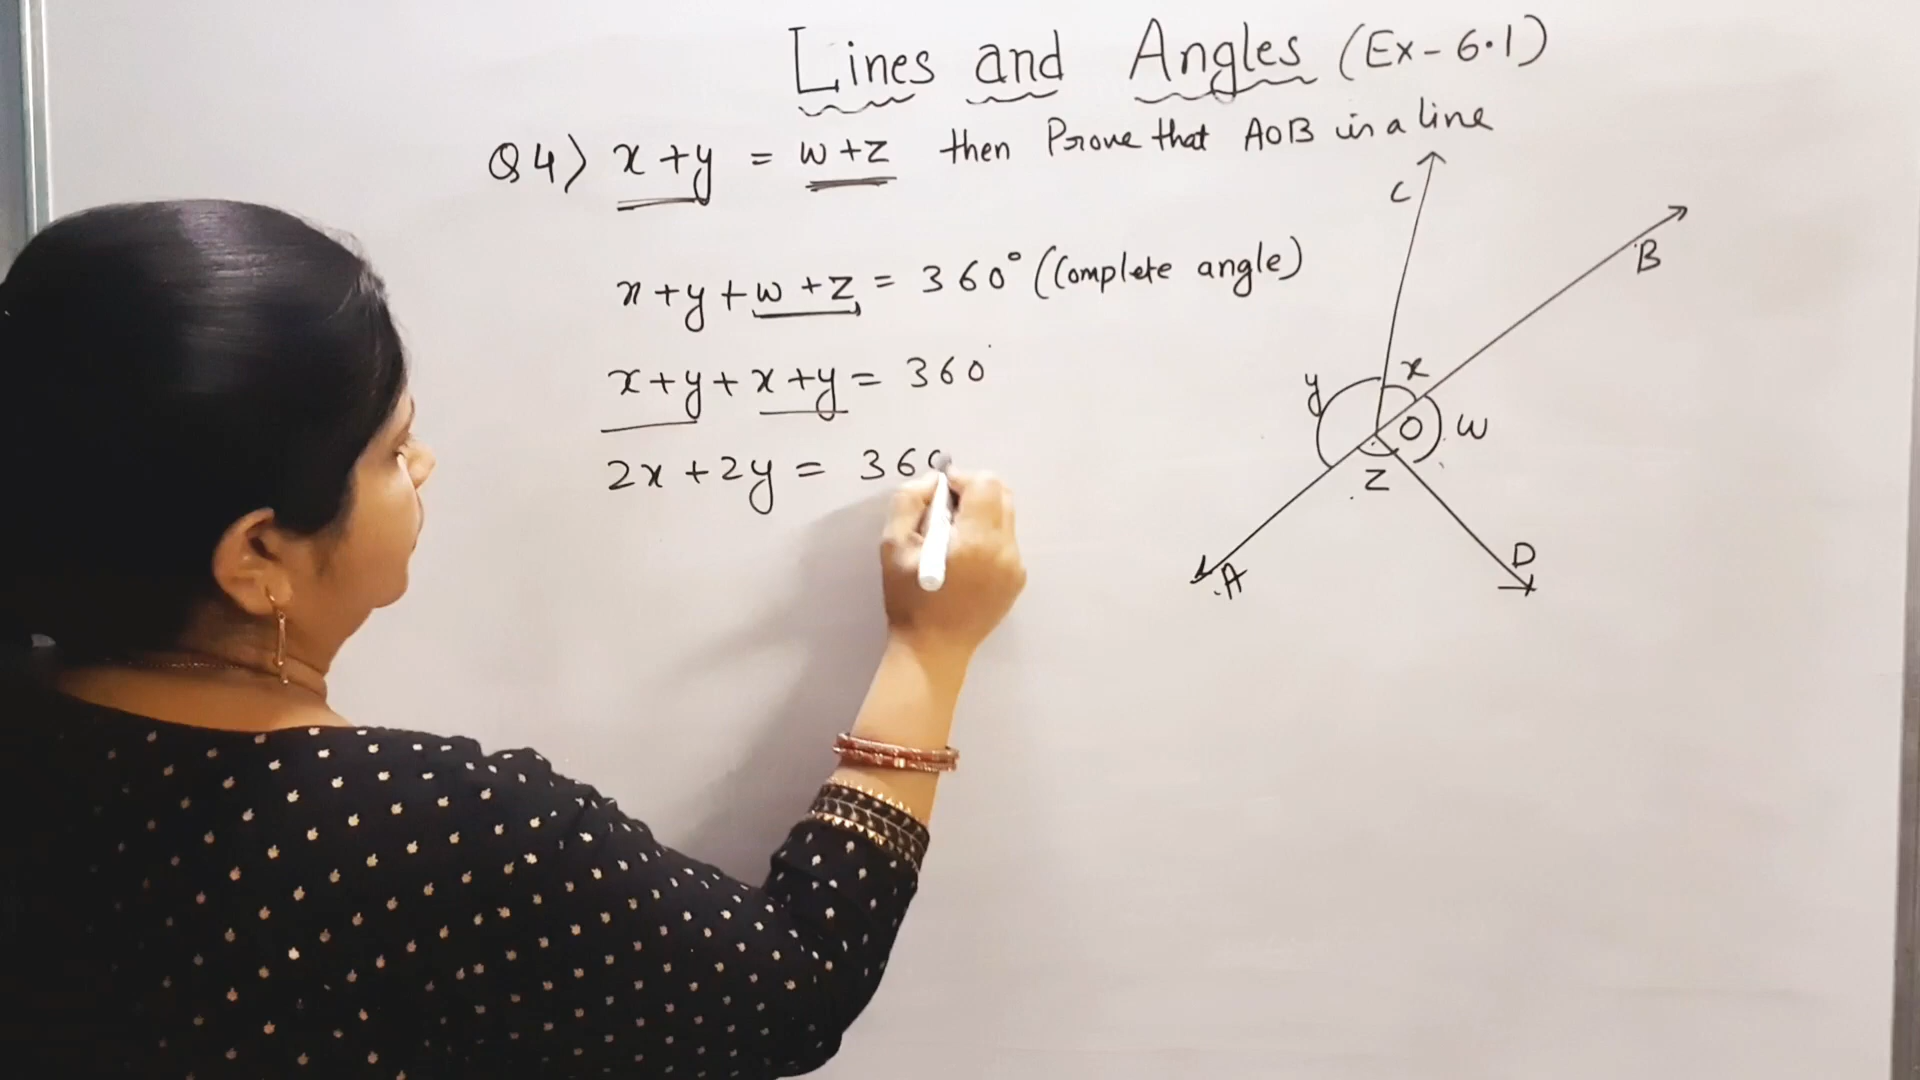 Lines and Angles (Ex-6.1)
Q4) x+y = w+z then Prove that AOB is a line
x+y+w+z = 360° (Complete angle)
x+y+x+y = 360
2x+2y = 360
C
B
y
x
O
w
z
A
D